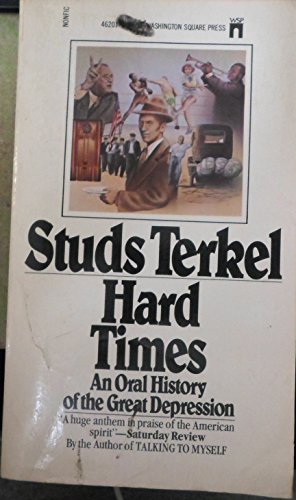 NONFIC
WASHINGTON SQUARE PRESS
WSP
Studs Terkel
Hard
Times
An Oral History
of the Great Depression
"A huge anthem in praise of the American
spirit"—Saturday Review
By the Author of TALKING TO MYSELF